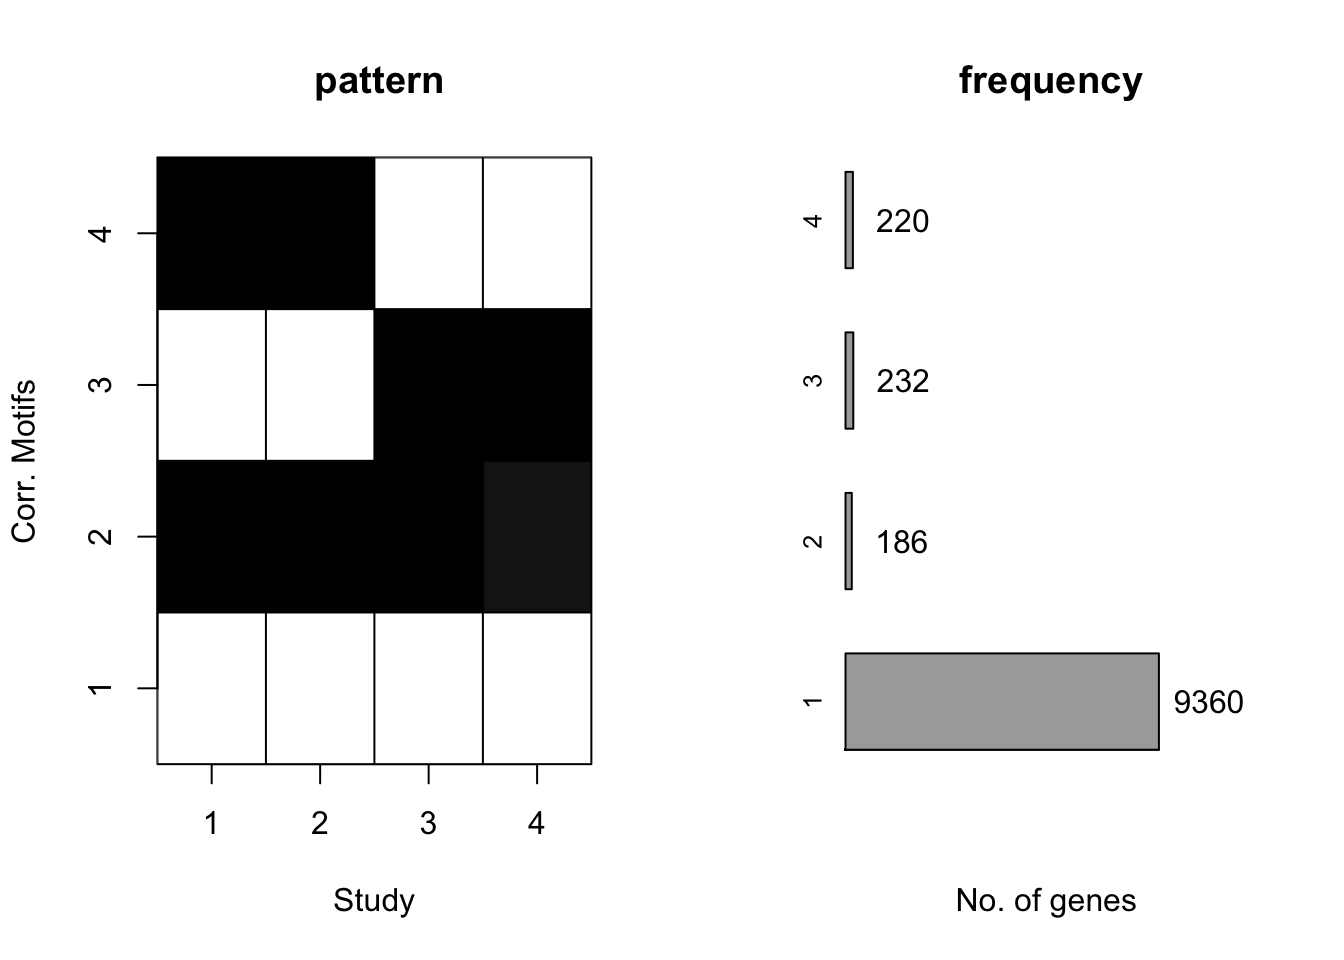 pattern
Corr. Motifs
4
3
2
1
1 2 3 4
Study
frequency
4 220
3 232
2 186
1 9360
No. of genes